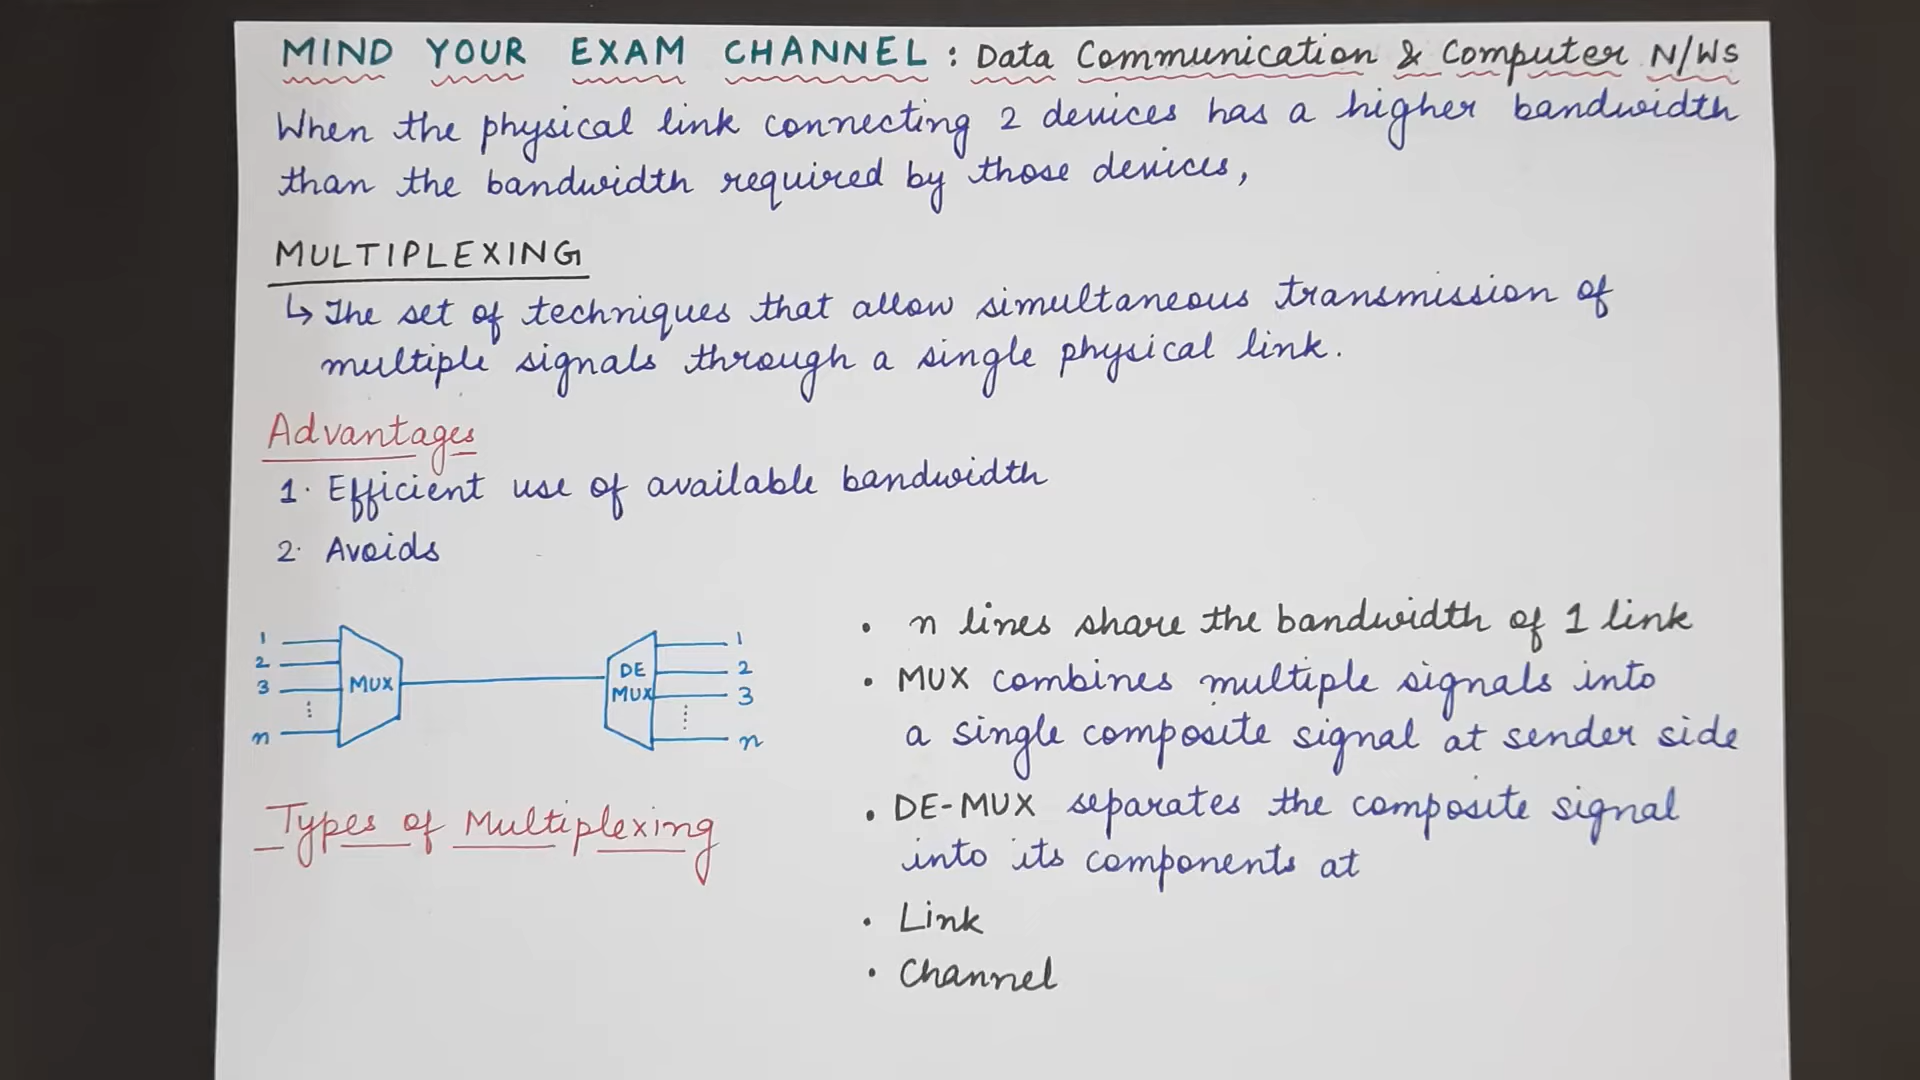 MIND YOUR EXAM CHANNEL : Data Communication & Computer N/Ws
When the physical link connecting 2 devices has a higher bandwidth
than the bandwidth required by those devices,
MULTIPLEXING
↳ The set of techniques that allow simultaneous transmission of
multiple signals through a single physical link.
Advantages
1. Efficient use of available bandwidth
2. Avoids
1
2
3
n
MUX
DE
MUX
1
2
3
n
• n lines share the bandwidth of 1 link
• MUX combines multiple signals into
a single composite signal at sender side
• DE-MUX separates the composite signal
into its components at
• Link
• Channel
Types of Multiplexing